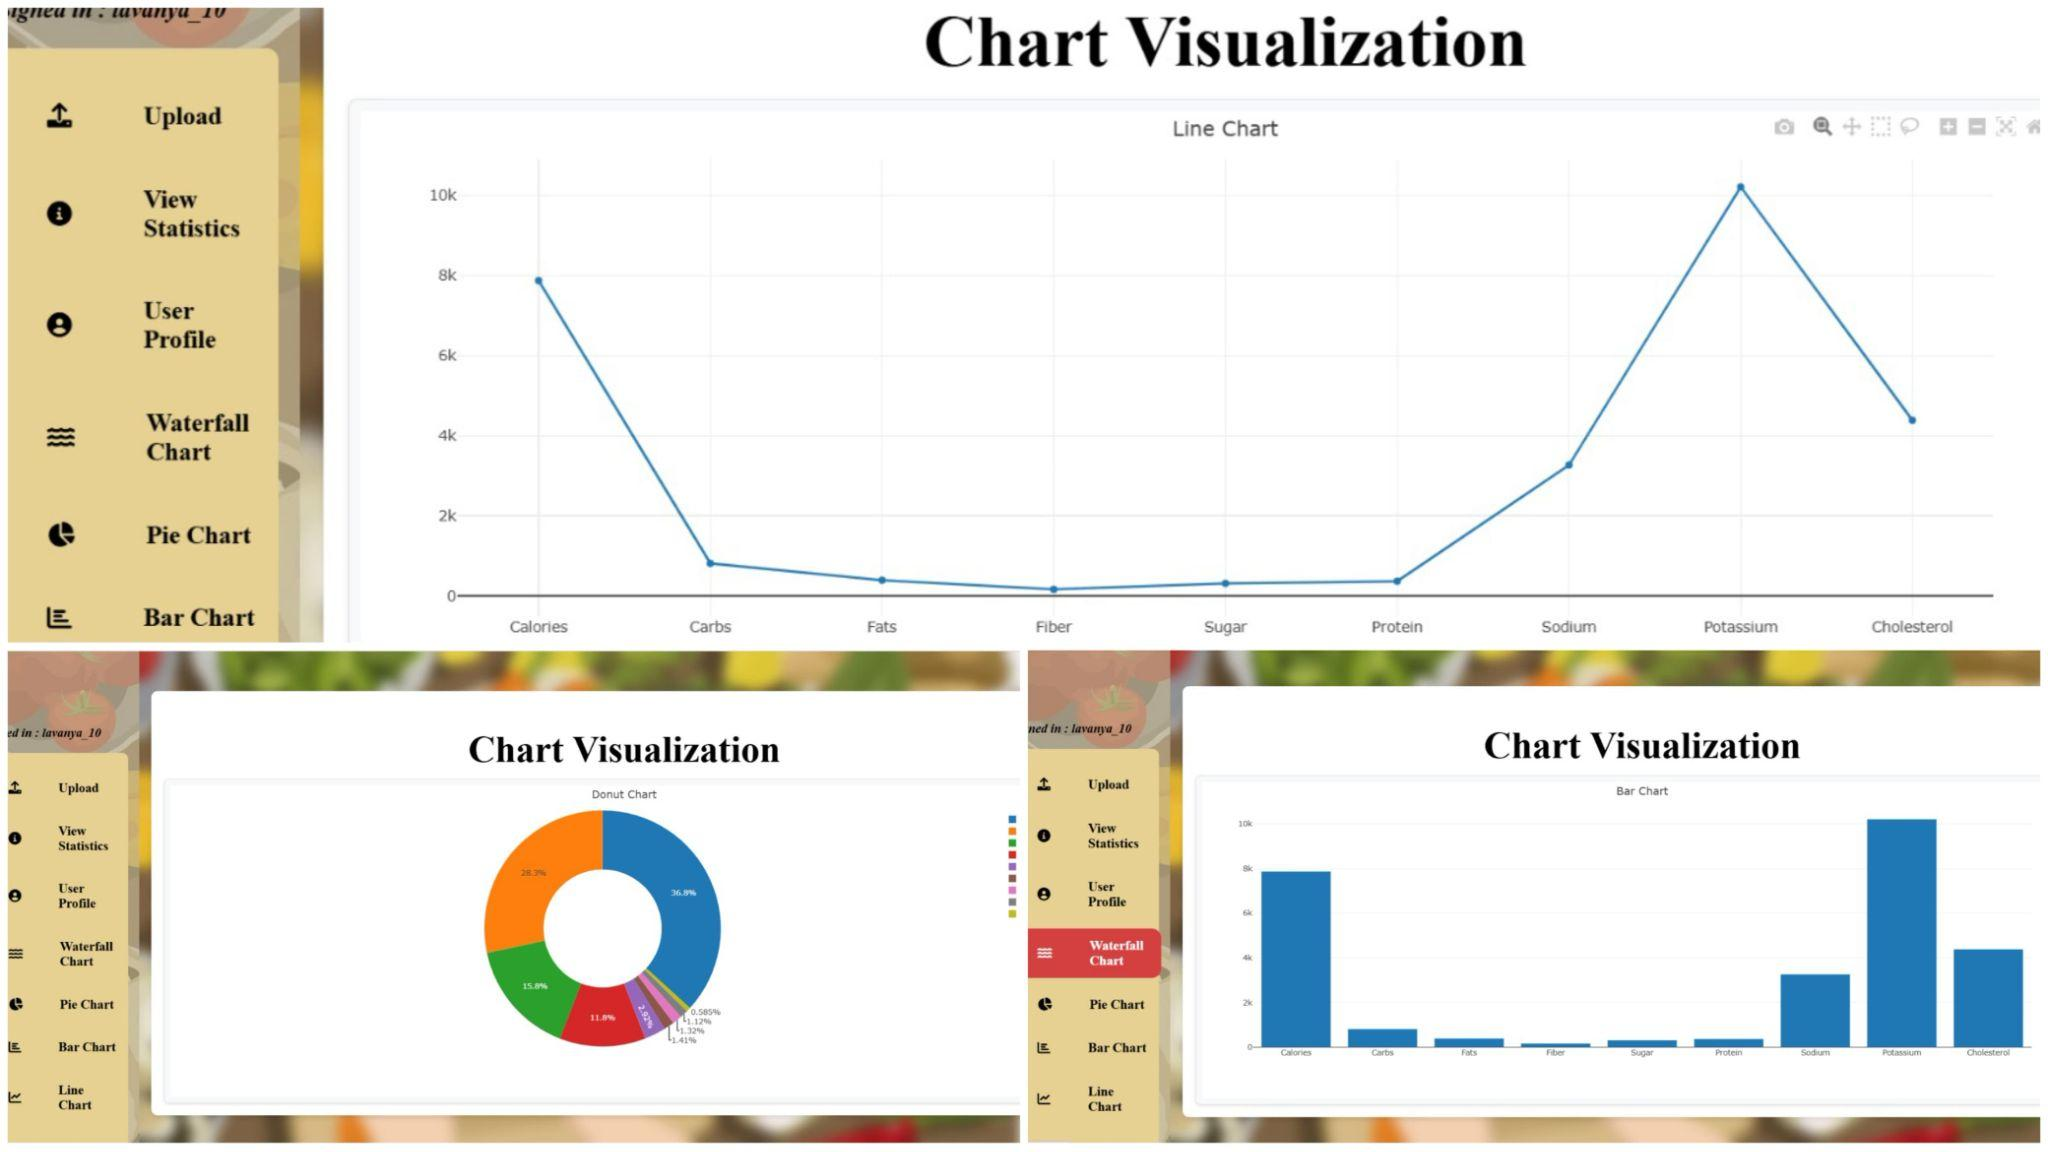 signed in : lavanya_10
Upload
View
Statistics
User
Profile
Waterfall
Chart
Pie Chart
Bar Chart
Chart Visualization
Line Chart
10k
8k
6k
4k
2k
0
Calories Carbs Fats Fiber Sugar Protein Sodium Potassium Cholesterol
ed in : lavanya_10
Upload
View
Statistics
User
Profile
Waterfall
Chart
Pie Chart
Bar Chart
Line
Chart
Chart Visualization
Donut Chart
28.3%
36.8%
15.8%
11.8%
2.92%
0.585%
1.12%
1.32%
1.41%
ned in : lavanya_10
Upload
View
Statistics
User
Profile
Waterfall
Chart
Pie Chart
Bar Chart
Line
Chart
Chart Visualization
Bar Chart
10k
8k
6k
4k
2k
0
Calories Carbs Fats Fiber Sugar Protein Sodium Potassium Cholesterol